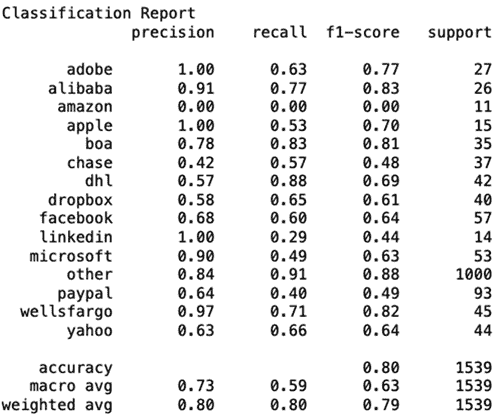 Classification Report
precision recall f1-score support
adobe 1.00 0.63 0.77 27
alibaba 0.91 0.77 0.83 26
amazon 0.00 0.00 0.00 11
apple 1.00 0.53 0.70 15
boa 0.78 0.83 0.81 35
chase 0.42 0.57 0.48 37
dhl 0.57 0.88 0.69 42
dropbox 0.58 0.65 0.61 40
facebook 0.68 0.60 0.64 57
linkedin 1.00 0.29 0.44 14
microsoft 0.90 0.49 0.63 53
other 0.84 0.91 0.88 1000
paypal 0.64 0.40 0.49 93
wellsfargo 0.97 0.71 0.82 45
yahoo 0.63 0.66 0.64 44
accuracy 0.80 1539
macro avg 0.73 0.59 0.63 1539
weighted avg 0.80 0.80 0.79 1539